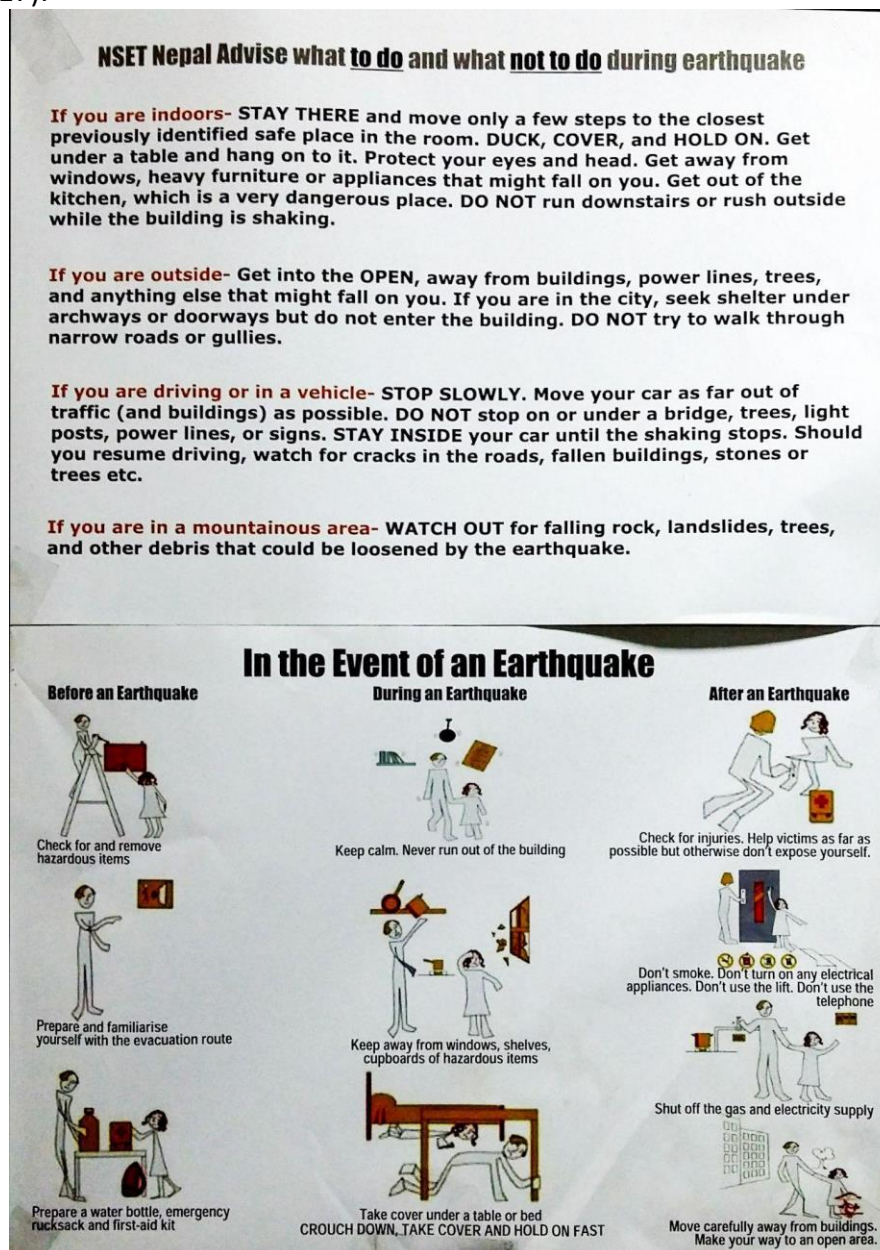 17).
NSET Nepal Advise what to do and what not to do during earthquake
If you are indoors- STAY THERE and move only a few steps to the closest
previously identified safe place in the room. DUCK, COVER, and HOLD ON. Get
under a table and hang on to it. Protect your eyes and head. Get away from
windows, heavy furniture or appliances that might fall on you. Get out of the
kitchen, which is a very dangerous place. DO NOT run downstairs or rush outside
while the building is shaking.
If you are outside- Get into the OPEN, away from buildings, power lines, trees,
and anything else that might fall on you. If you are in the city, seek shelter under
archways or doorways but do not enter the building. DO NOT try to walk through
narrow roads or gullies.
If you are driving or in a vehicle- STOP SLOWLY. Move your car as far out of
traffic (and buildings) as possible. DO NOT stop on or under a bridge, trees, light
posts, power lines, or signs. STAY INSIDE your car until the shaking stops. Should
you resume driving, watch for cracks in the roads, fallen buildings, stones or
trees etc.
If you are in a mountainous area- WATCH OUT for falling rock, landslides, trees,
and other debris that could be loosened by the earthquake.
In the Event of an Earthquake
Before an Earthquake
Check for and remove
hazardous items
Prepare and familiarise
yourself with the evacuation route
Prepare a water bottle, emergency
rucksack and first-aid kit
During an Earthquake
Keep calm. Never run out of the building
Keep away from windows, shelves,
cupboards of hazardous items
Take cover under a table or bed
CROUCH DOWN, TAKE COVER AND HOLD ON FAST
After an Earthquake
Check for injuries. Help victims as far as
possible but otherwise don't expose yourself.
Don't smoke. Don't turn on any electrical
appliances. Don't use the lift. Don't use the
telephone
Shut off the gas and electricity supply
Move carefully away from buildings.
Make your way to an open area.